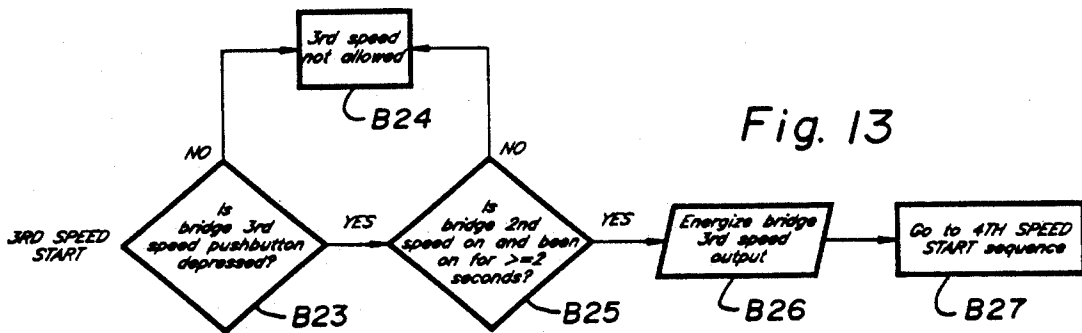 3rd speed
not allowed
B24
Fig. 13
NO
NO
3RD SPEED
START
Is
bridge 3rd
speed pushbutton
depressed?
YES
Is
bridge 2nd
speed on and been
on for >=2
seconds?
YES
Energize bridge
3rd speed
output
Go to 4TH SPEED
START sequence
B23
B25
B26
B27